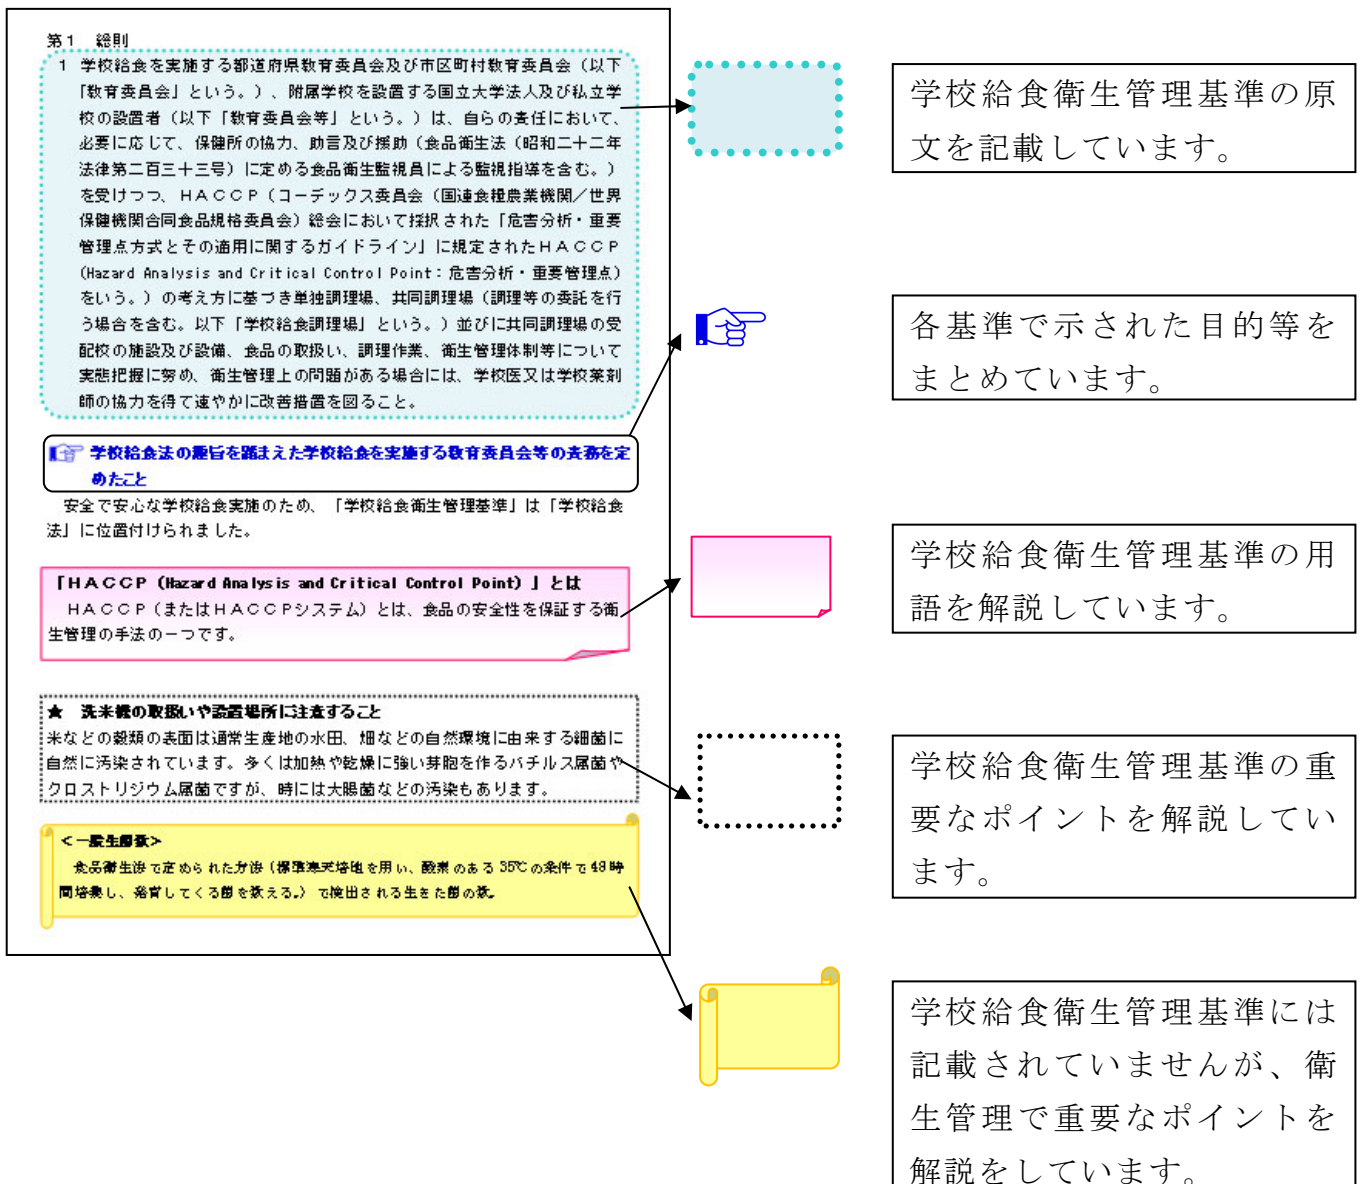 第1　総則
1　学校給食を実施する都道府県教育委員会及び市区町村教育委員会（以下
「教育委員会」という。）、附属学校を設置する国立大学法人及び私立学
校の設置者（以下「教育委員会等」という。）は、自らの責任において、
必要に応じて、保健所の協力、助言及び援助（食品衛生法（昭和二十二年
法律第二百三十三号）に定める食品衛生監視員による監視指導を含む。）
を受けつつ、ＨＡＣＣＰ（コーデックス委員会（国連食糧農業機関／世界
保健機関合同食品規格委員会）総会において採択された「危害分析・重要
管理点方式とその適用に関するガイドライン」に規定されたＨＡＣＣＰ
(Hazard Analysis and Critical Control Point：危害分析・重要管理点)
をいう。）の考え方に基づき単独調理場、共同調理場（調理等の委託を行
う場合を含む。以下「学校給食調理場」という。）並びに共同調理場の受
配校の施設及び設備、食品の取扱い、調理作業、衛生管理体制等について
実態把握に努め、衛生管理上の問題がある場合には、学校医又は学校薬剤
師の協力を得て速やかに改善措置を図ること。
学校給食法の趣旨を踏まえた学校給食を実施する教育委員会等の責務を定
めたこと
安全で安心な学校給食実施のため、「学校給食衛生管理基準」は「学校給食
法」に位置付けられました。
「ＨＡＣＣＰ（Hazard Analysis and Critical Control Point）」とは
ＨＡＣＣＰ（またはＨＡＣＣＰシステム）とは、食品の安全性を保証する衛
生管理の手法の一つです。
★　洗米機の取扱いや設置場所に注意すること
米などの穀類の表面は通常生産地の水田、畑などの自然環境に由来する細菌に
自然に汚染されています。多くは加熱や乾燥に強い芽胞を作るバチルス属菌や
クロストリジウム属菌ですが、時には大腸菌などの汚染もあります。
＜一般生菌数＞
食品衛生法で定められた方法（標準寒天培地を用い、酸素のある35℃の条件で48時
間培養し、発育してくる菌を数える。）で検出される生きた菌の数。
学校給食衛生管理基準の原
文を記載しています。
各基準で示された目的等を
まとめています。
学校給食衛生管理基準の用
語を解説しています。
学校給食衛生管理基準の重
要なポイントを解説してい
ます。
学校給食衛生管理基準には
記載されていませんが、衛
生管理で重要なポイントを
解説をしています。